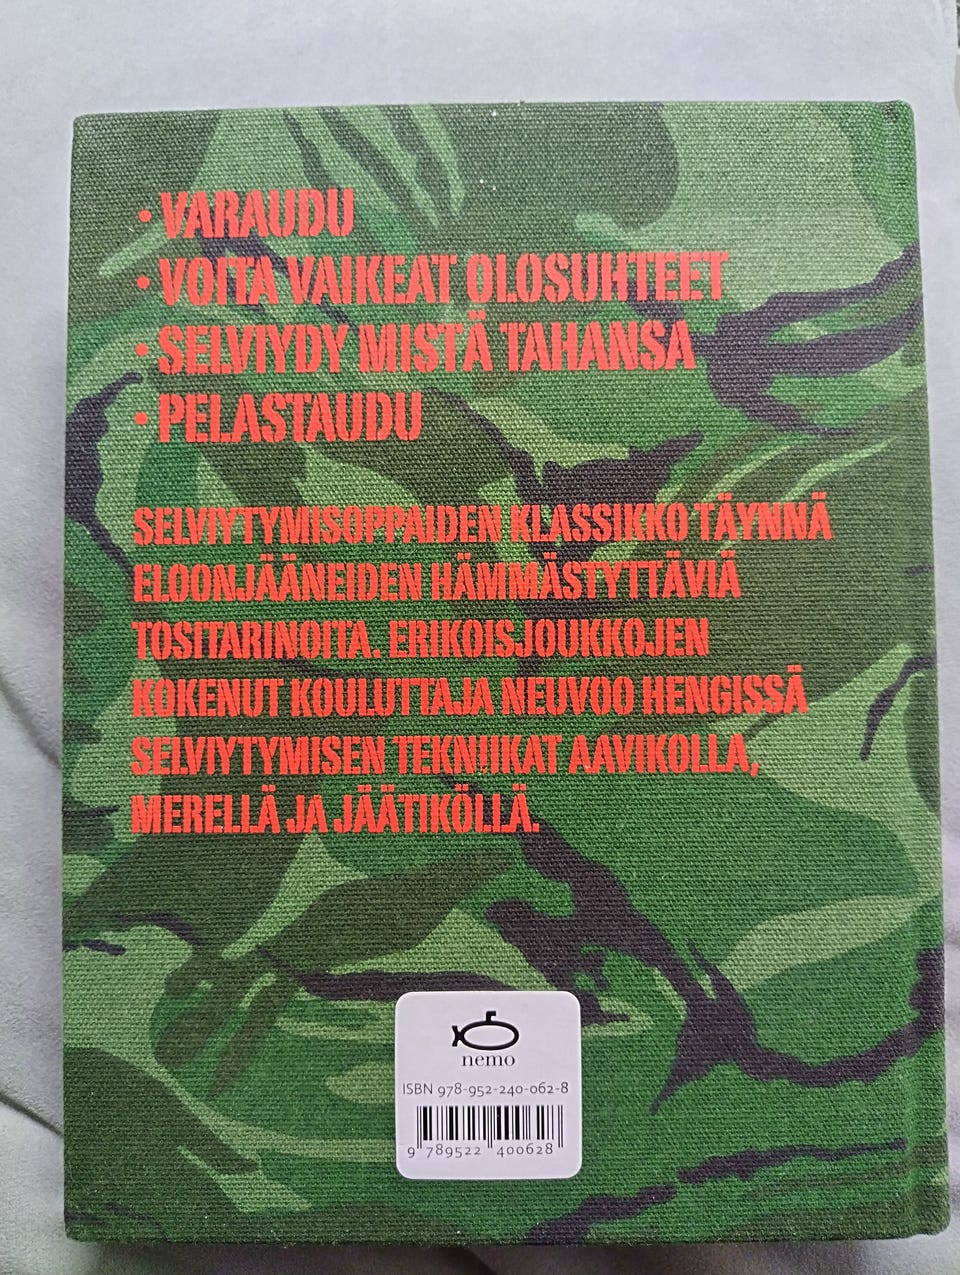 • VARAUDU
• VOITA VAIKEAT OLOSUHTEET
• SELVIYDY MISTÄ TAHANSA
• PELASTAUDU
SELVIYTYMISOPPAIDEN KLASSIKKO TÄYNNÄ
ELOONJÄÄNEIDEN HÄMMÄSTYTTÄVIÄ
TOSITARINOITA. ERIKOISJOUKKOJEN
KOKENUT KOULUTTAJA NEUVOO HENGISSÄ
SELVIYTYMISEN TEKNIIKAT AAVIKOLLA,
MERELLÄ JA JÄÄTIKÖLLÄ.
nemo
ISBN 978-952-240-062-8
9 789522 400628